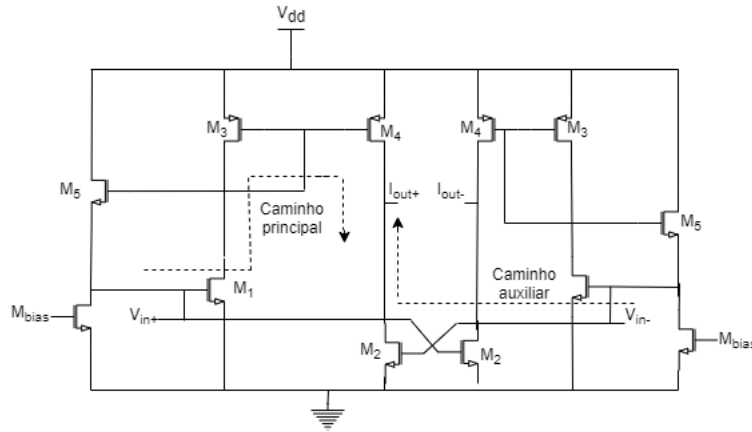 Vdd
M3
M4
M4
M3
M5
Iout+
Iout-
M5
Caminho
principal
Caminho
auxiliar
M1
Mbias
Vin+
Vin-
M2
M2
Mbias